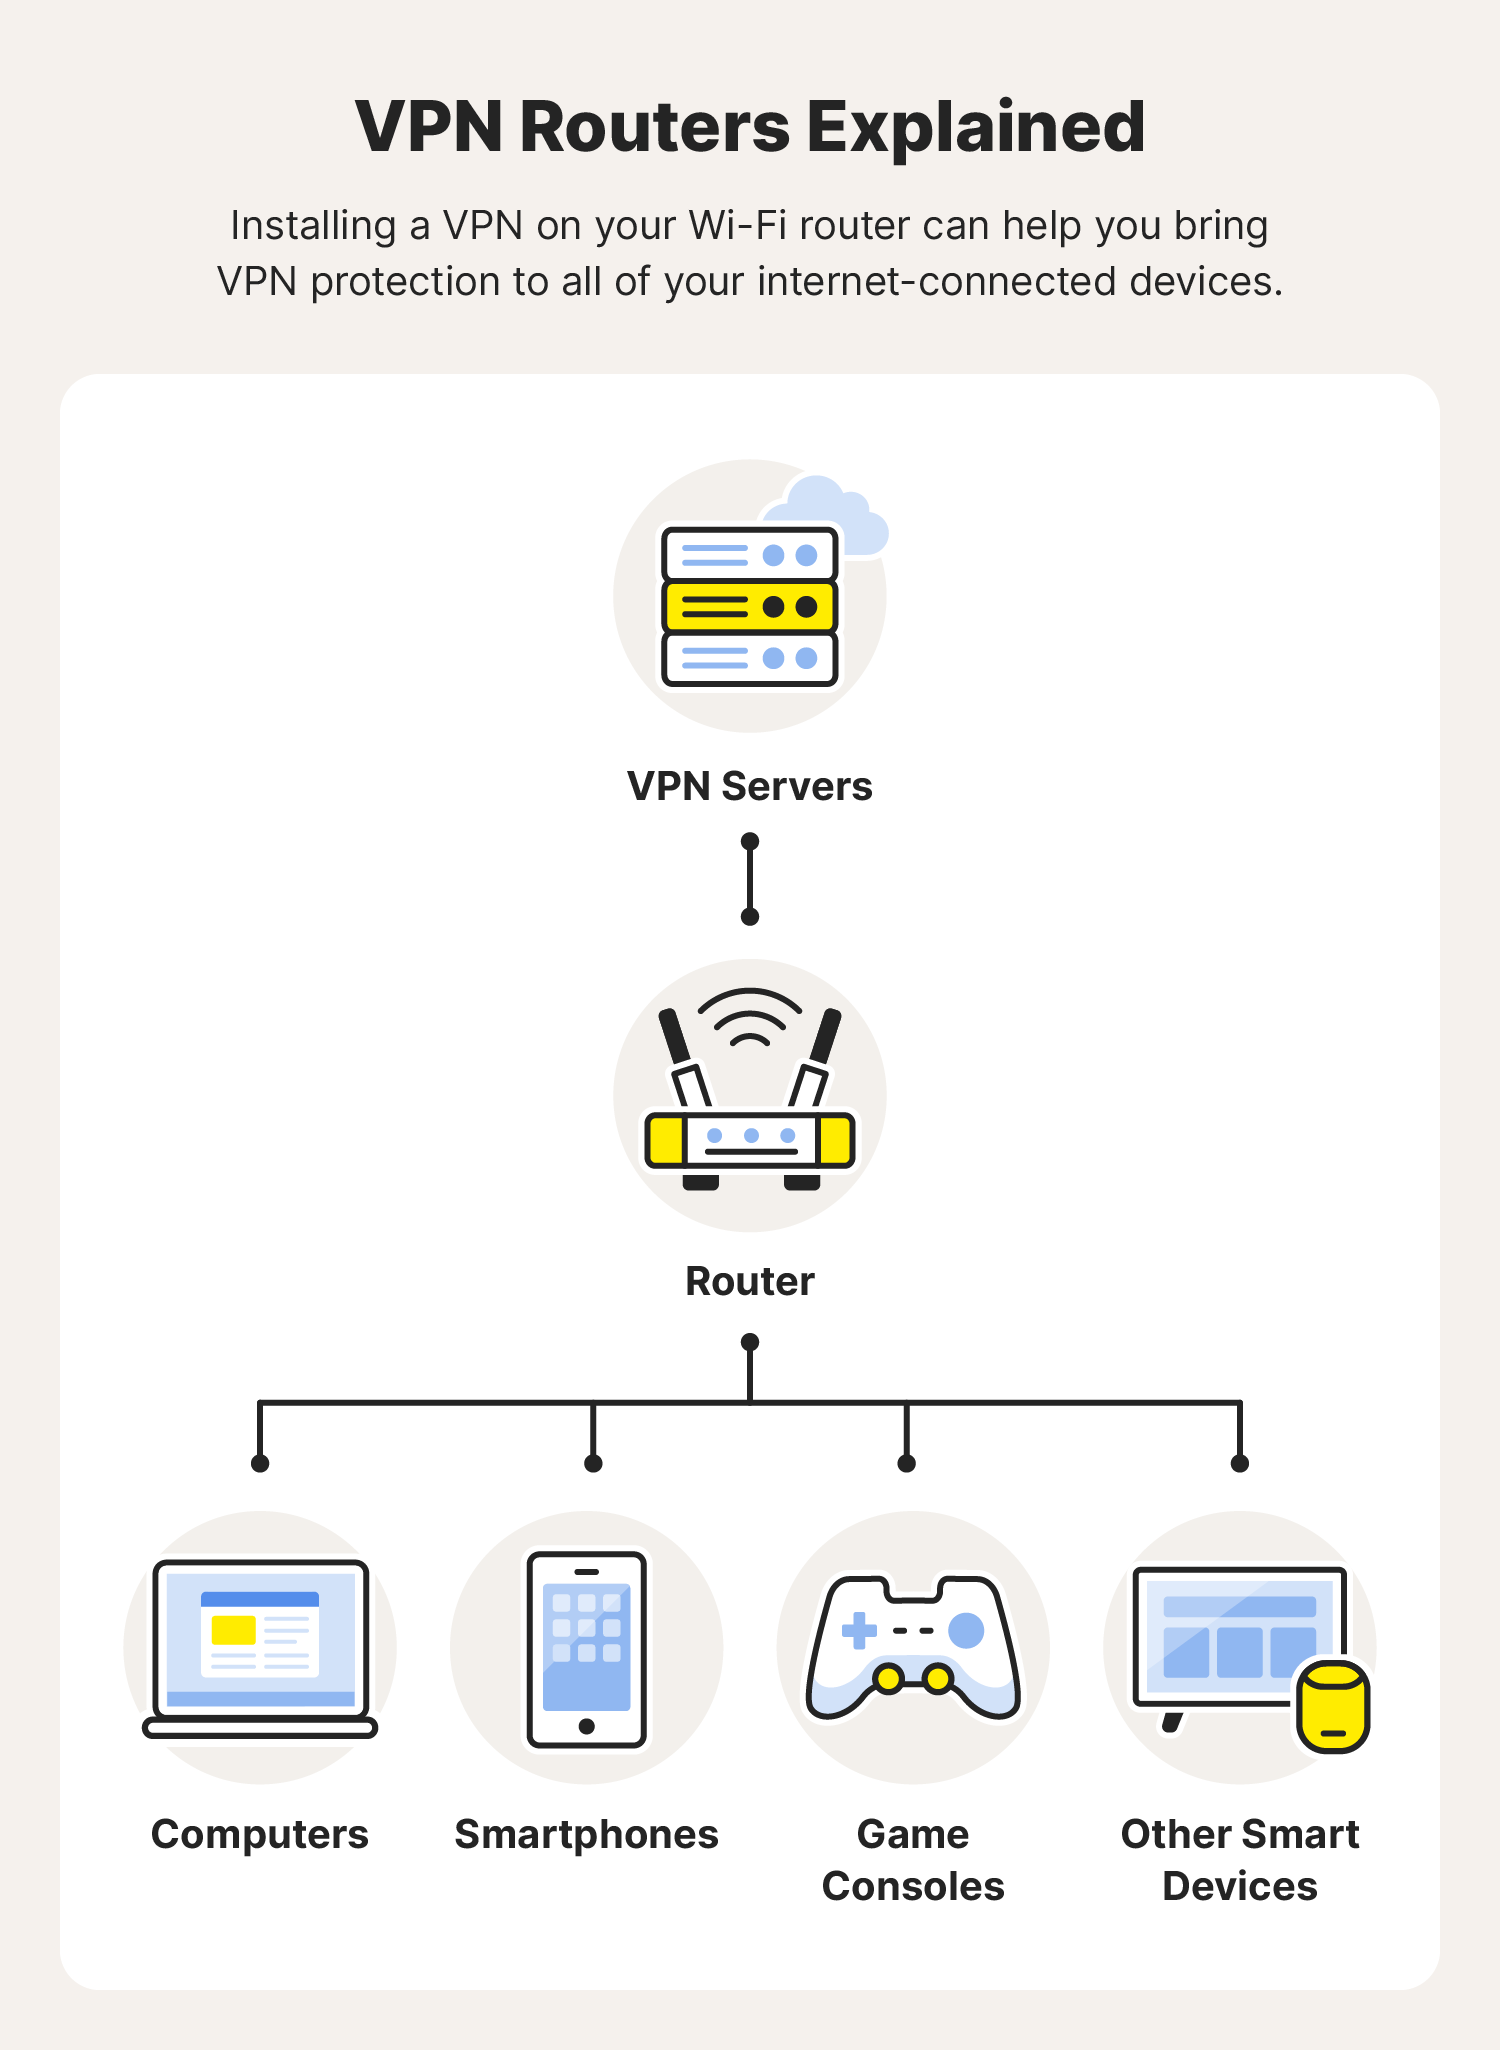 VPN Routers Explained
Installing a VPN on your Wi-Fi router can help you bring
VPN protection to all of your internet-connected devices.
VPN Servers
Router
Computers
Smartphones
Game
Consoles
Other Smart
Devices